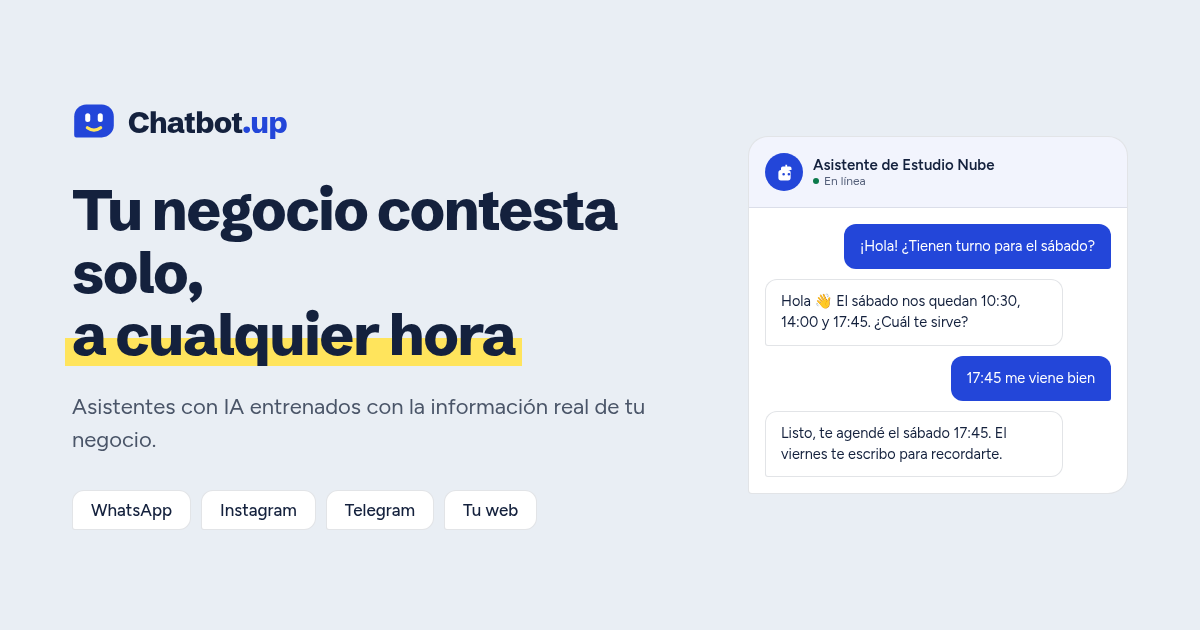 Chatbot.up
Tu negocio contesta
solo,
a cualquier hora
Asistentes con IA entrenados con la información real de tu
negocio.
WhatsApp
Instagram
Telegram
Tu web
Asistente de Estudio Nube
En línea
¡Hola! ¿Tienen turno para el sábado?
Hola 👋 El sábado nos quedan 10:30,
14:00 y 17:45. ¿Cuál te sirve?
17:45 me viene bien
Listo, te agendé el sábado 17:45. El
viernes te escribo para recordarte.